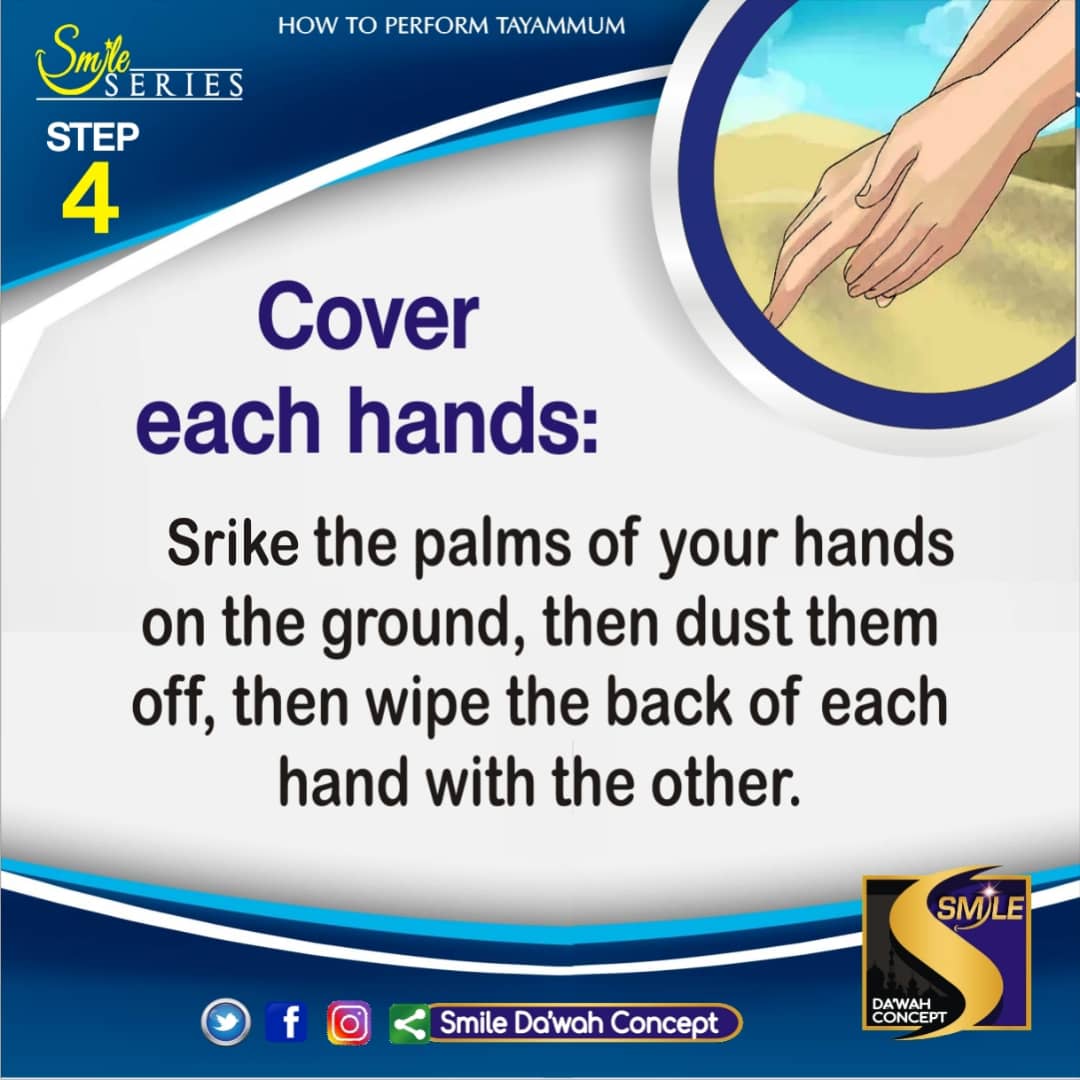 HOW TO PERFORM TAYAMMUM
Smile
SERIES
STEP
4
Cover
each hands:
Srike the palms of your hands
on the ground, then dust them
off, then wipe the back of each
hand with the other.
SMILE
DA'WAH
CONCEPT
Smile Da'wah Concept